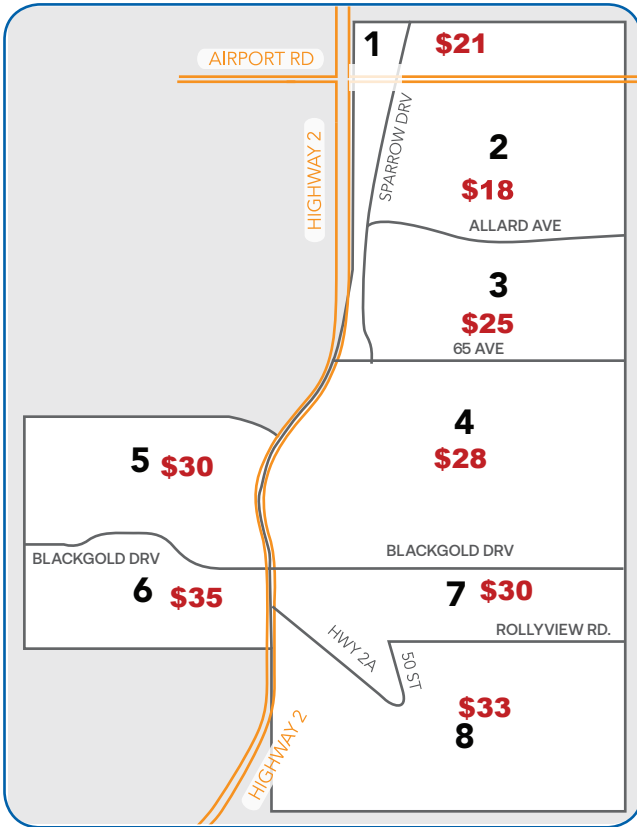 1 $21
AIRPORT RD
HIGHWAY 2
SPARROW DRV
2
$18
ALLARD AVE
3
$25
65 AVE
4
$28
5 $30
BLACKGOLD DRV
BLACKGOLD DRV
6 $35
7 $30
ROLLYVIEW RD.
HWY 2A
50 ST
$33
8
HIGHWAY 2